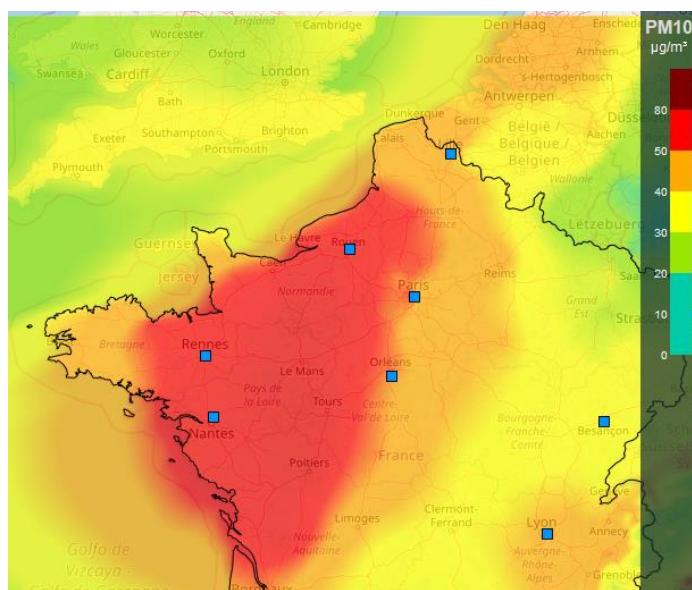 England
Cambridge
Worcester
Wales
Gloucester
Oxford
Swansea
Cardiff
London
Bath
Exeter
Southampton
Brighton
Portsmouth
Plymouth
Den Haag
Enschede
Arnhem
Dordrecht
's-Hertogenbosch
Antwerpen
Dunkerque
Gent
Calais
België /
Belgique /
Belgien
Aachen
Lille
Wallonie
Hauts-de-
France
Lëtzebuerg
Guernsey
Jersey
Le Havre
Rouen
Caen
Normandie
Paris
Reims
Grand
Est
Bretagne
Rennes
Le Mans
Orléans
Pays de
la Loire
Tours
Centre-
Val de Loire
Bourgogne-
Franche-
Comté
Besançon
Nantes
Poitiers
France
Limoges
Clermont-
Ferrand
Genève
Lyon
Annecy
Nouvelle-
Aquitaine
Auvergne-
Rhône-
Alpes
Grenoble
Golfo de
Vizcaya -
Bordeaux
PM10
µg/m³
80
50
40
30
20
10
0